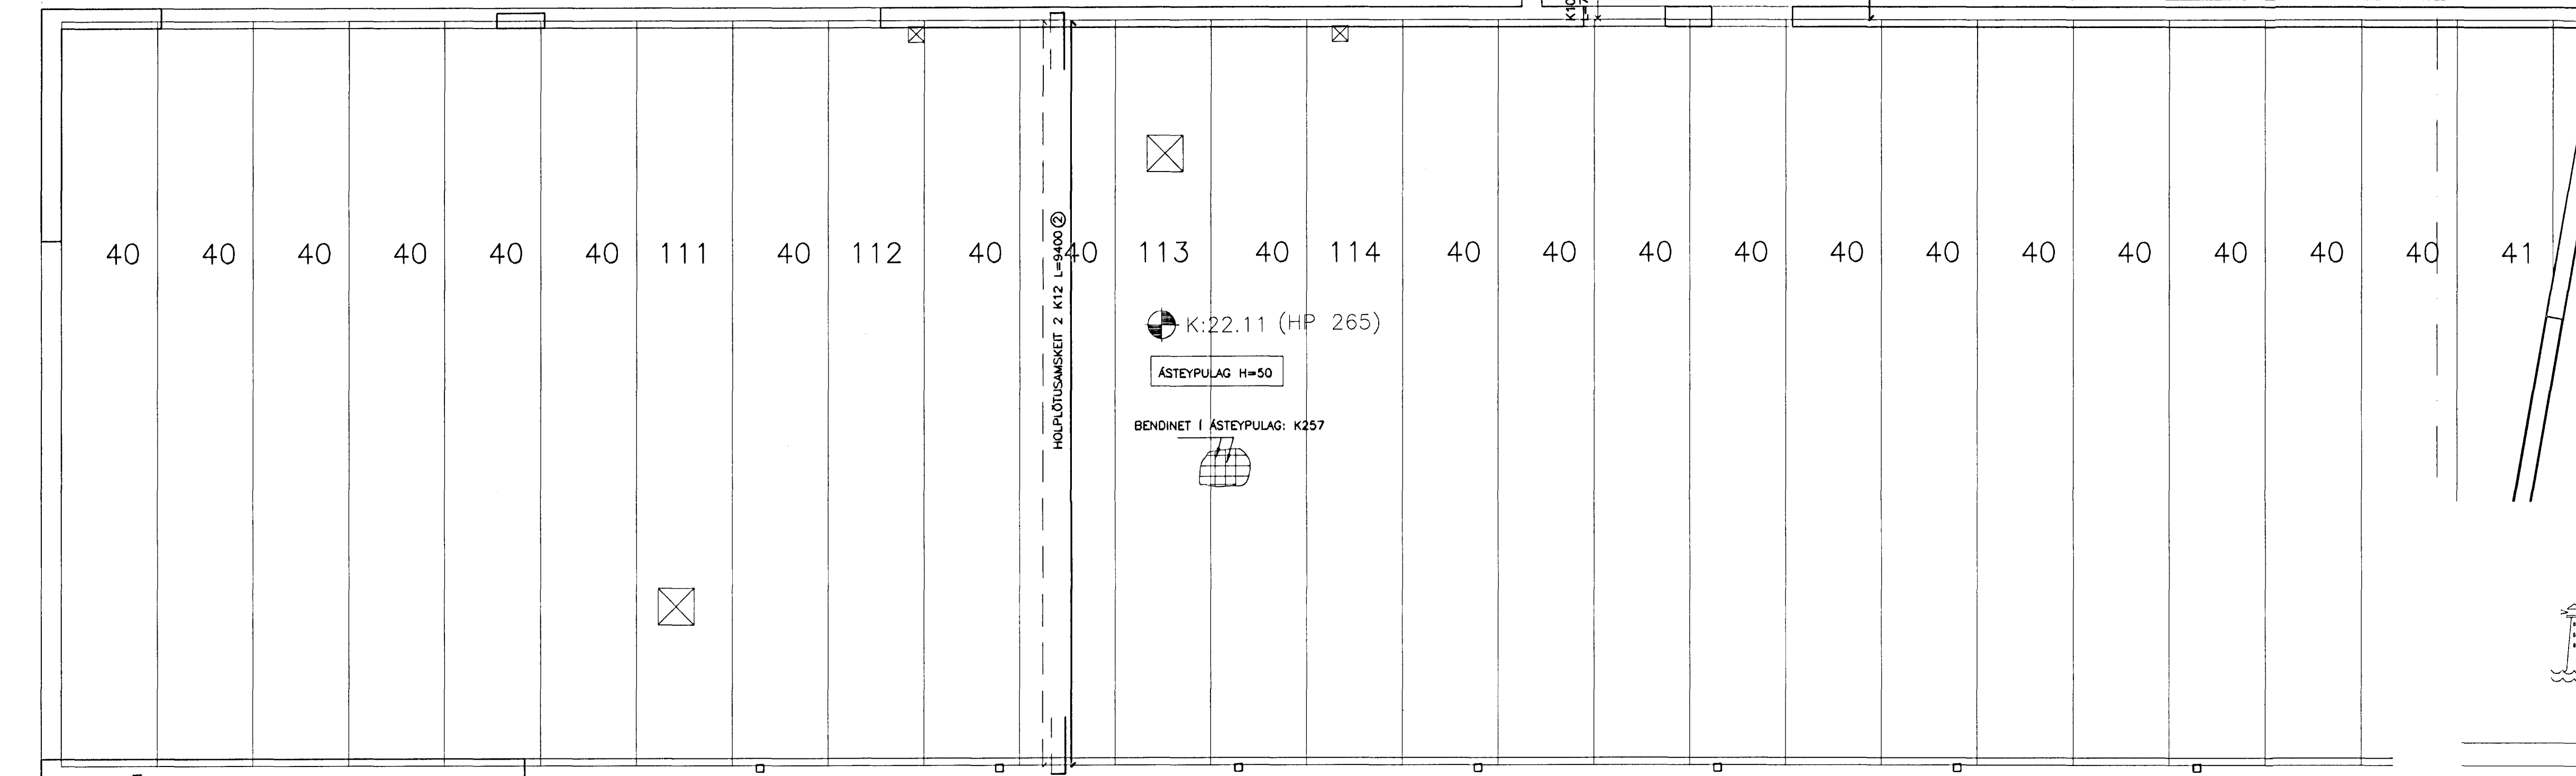 K10
40 40 40 40 40 40 111 40 112 40 40 113 40 114 40 40 40 40 40 40 40 40 40 40 40 41
HOLPLÖTUSAMSKEIT 2 K12 L=9400 2
K:22.11 (HP 265)
ÁSTEYPULAG H=50
BENDINET Í ÁSTEYPULAG: K257